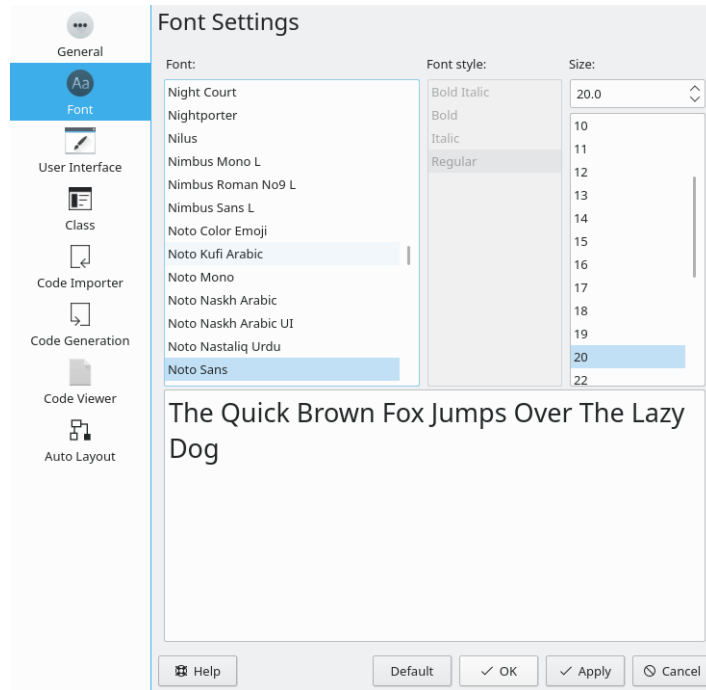 General
Aa
Font
User Interface
Class
Code Importer
Code Generation
Code Viewer
Auto Layout
Font Settings
Font:
Night Court
Nightporter
Nilus
Nimbus Mono L
Nimbus Roman No9 L
Nimbus Sans L
Noto Color Emoji
Noto Kufi Arabic
Noto Mono
Noto Naskh Arabic
Noto Naskh Arabic UI
Noto Nastaliq Urdu
Noto Sans
Font style:
Bold Italic
Bold
Italic
Regular
Size:
20.0
10
11
12
13
14
15
16
17
18
19
20
22
The Quick Brown Fox Jumps Over The Lazy
Dog
Help
Default
OK
Apply
Cancel